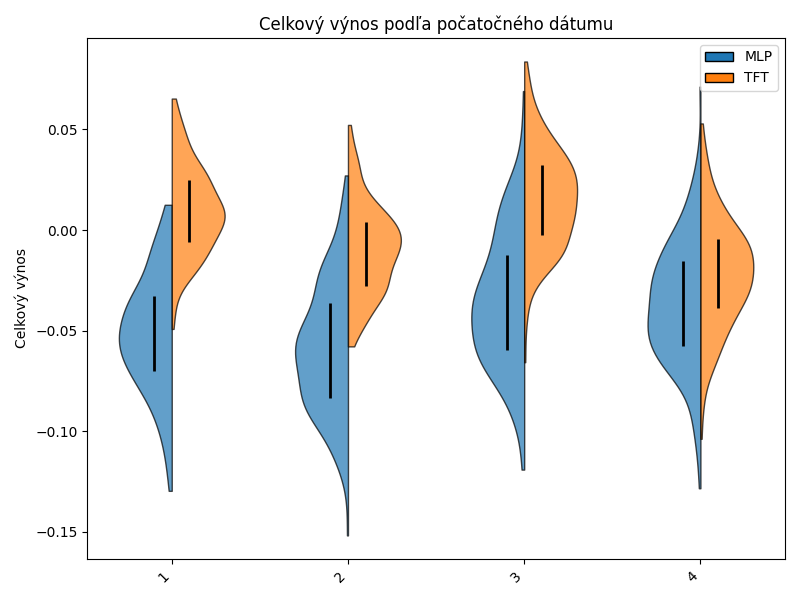 Celkový výnos podľa počatočného dátumu
MLP
TFT
Celkový výnos
0.05
0.00
−0.05
−0.10
−0.15
1
2
3
4